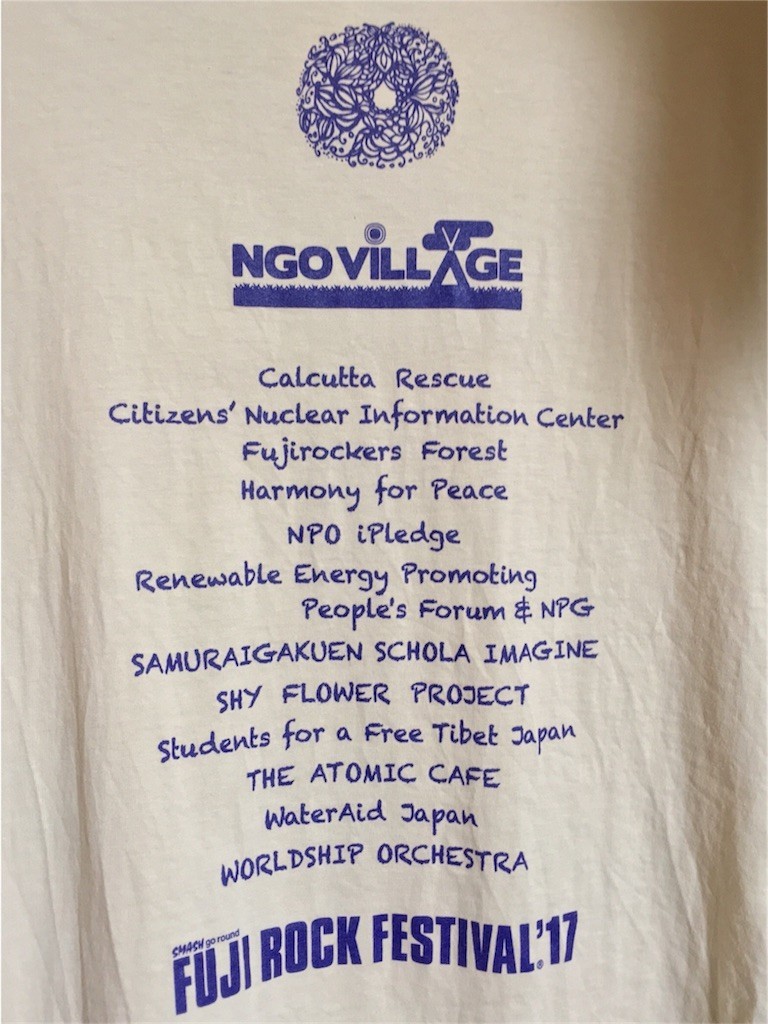 NGO VILLAGE
Calcutta Rescue
Citizens' Nuclear Information Center
Fujirockers Forest
Harmony for Peace
NPO iPledge
Renewable Energy Promoting
People's Forum & NPG
SAMURAIGAKUEN SCHOLA IMAGINE
SHY FLOWER PROJECT
Students for a Free Tibet Japan
THE ATOMIC CAFE
WaterAid Japan
WORLDSHIP ORCHESTRA
SMASH go round
FUJI ROCK FESTIVAL.®'17